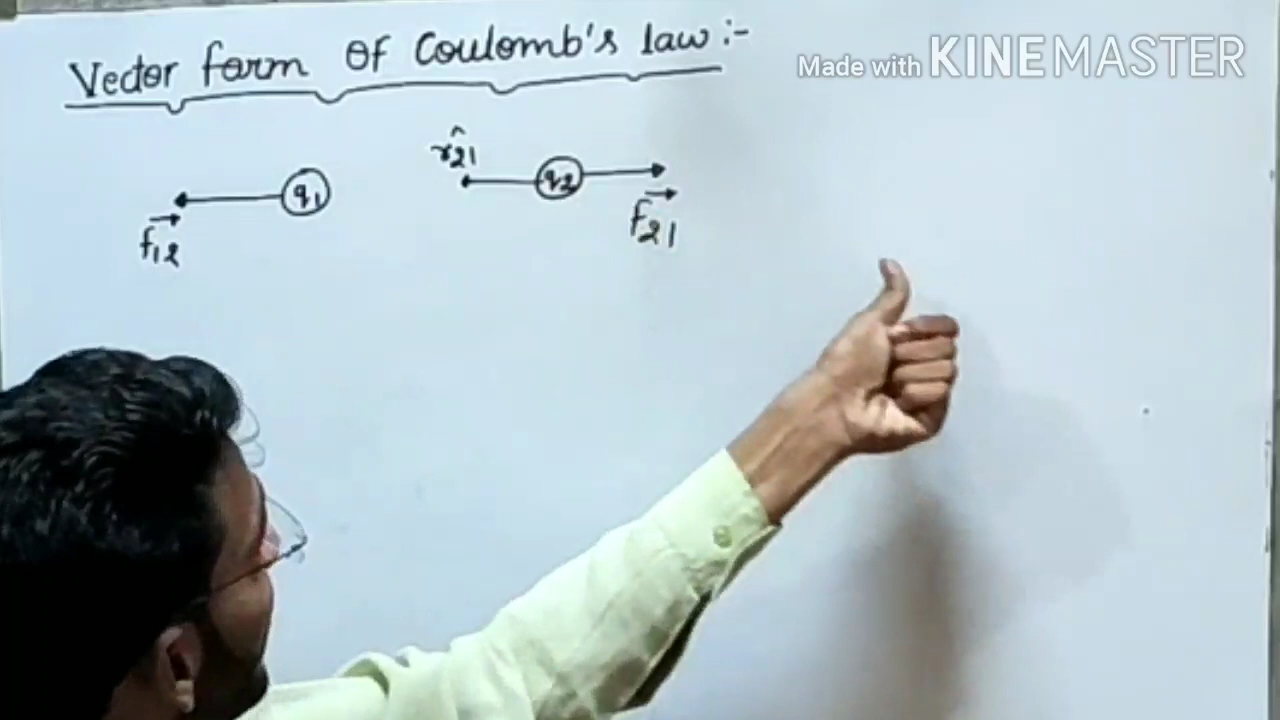 Vector form of Coulomb's law :-
Made with KINEMASTER
r̂21
q1
q2
f⃗12
F⃗21